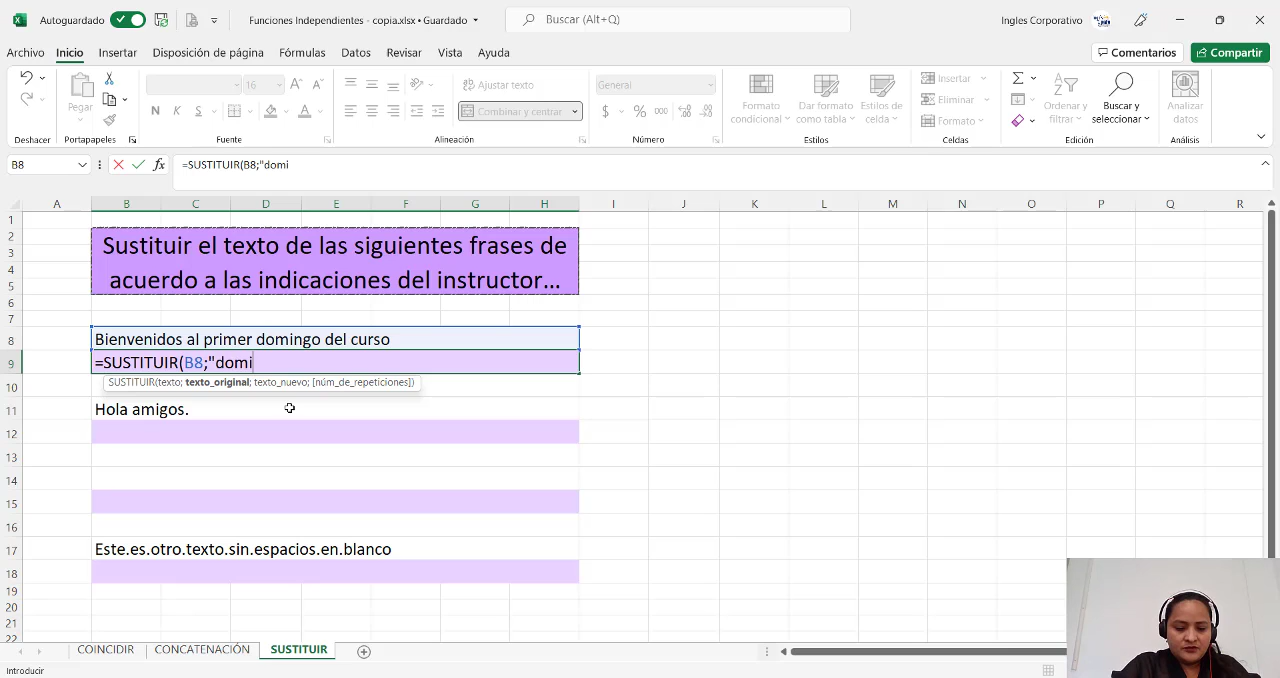 Autoguardado
Funciones Independientes - copia.xlsx • Guardado
Buscar (Alt+Q)
Ingles Corporativo
Archivo Inicio Insertar Disposición de página Fórmulas Datos Revisar Vista Ayuda
Comentarios Compartir
Pegar
16
N K S
Ajustar texto
Combinar y centrar
General
$ % 000
Formato condicional
Dar formato como tabla
Estilos de celda
Insertar
Eliminar
Formato
Ordenar y filtrar
Buscar y seleccionar
Analizar datos
Deshacer Portapapeles Fuente Alineación Número Estilos Celdas Edición Análisis
B8 fx =SUSTITUIR(B8;"domi
A B C D E F G H I J K L M N O P Q R
1
2
3
4
5
6
7
8
9
10
11
12
13
14
15
16
17
18
19
20
21
22
Sustituir el texto de las siguientes frases de
acuerdo a las indicaciones del instructor...
Bienvenidos al primer domingo del curso
=SUSTITUIR(B8;"domi
SUSTITUIR(texto; texto_original; texto_nuevo; [núm_de_repeticiones])
Hola amigos.
Este.es.otro.texto.sin.espacios.en.blanco
COINCIDIR CONCATENACIÓN SUSTITUIR
Introducir